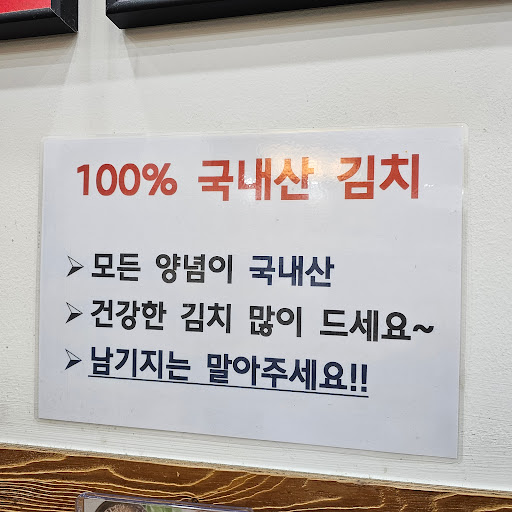 100% 국내산 김치
➢ 모든 양념이 국내산
➢ 건강한 김치 많이 드세요~
➢ 남기지는 말아주세요!!